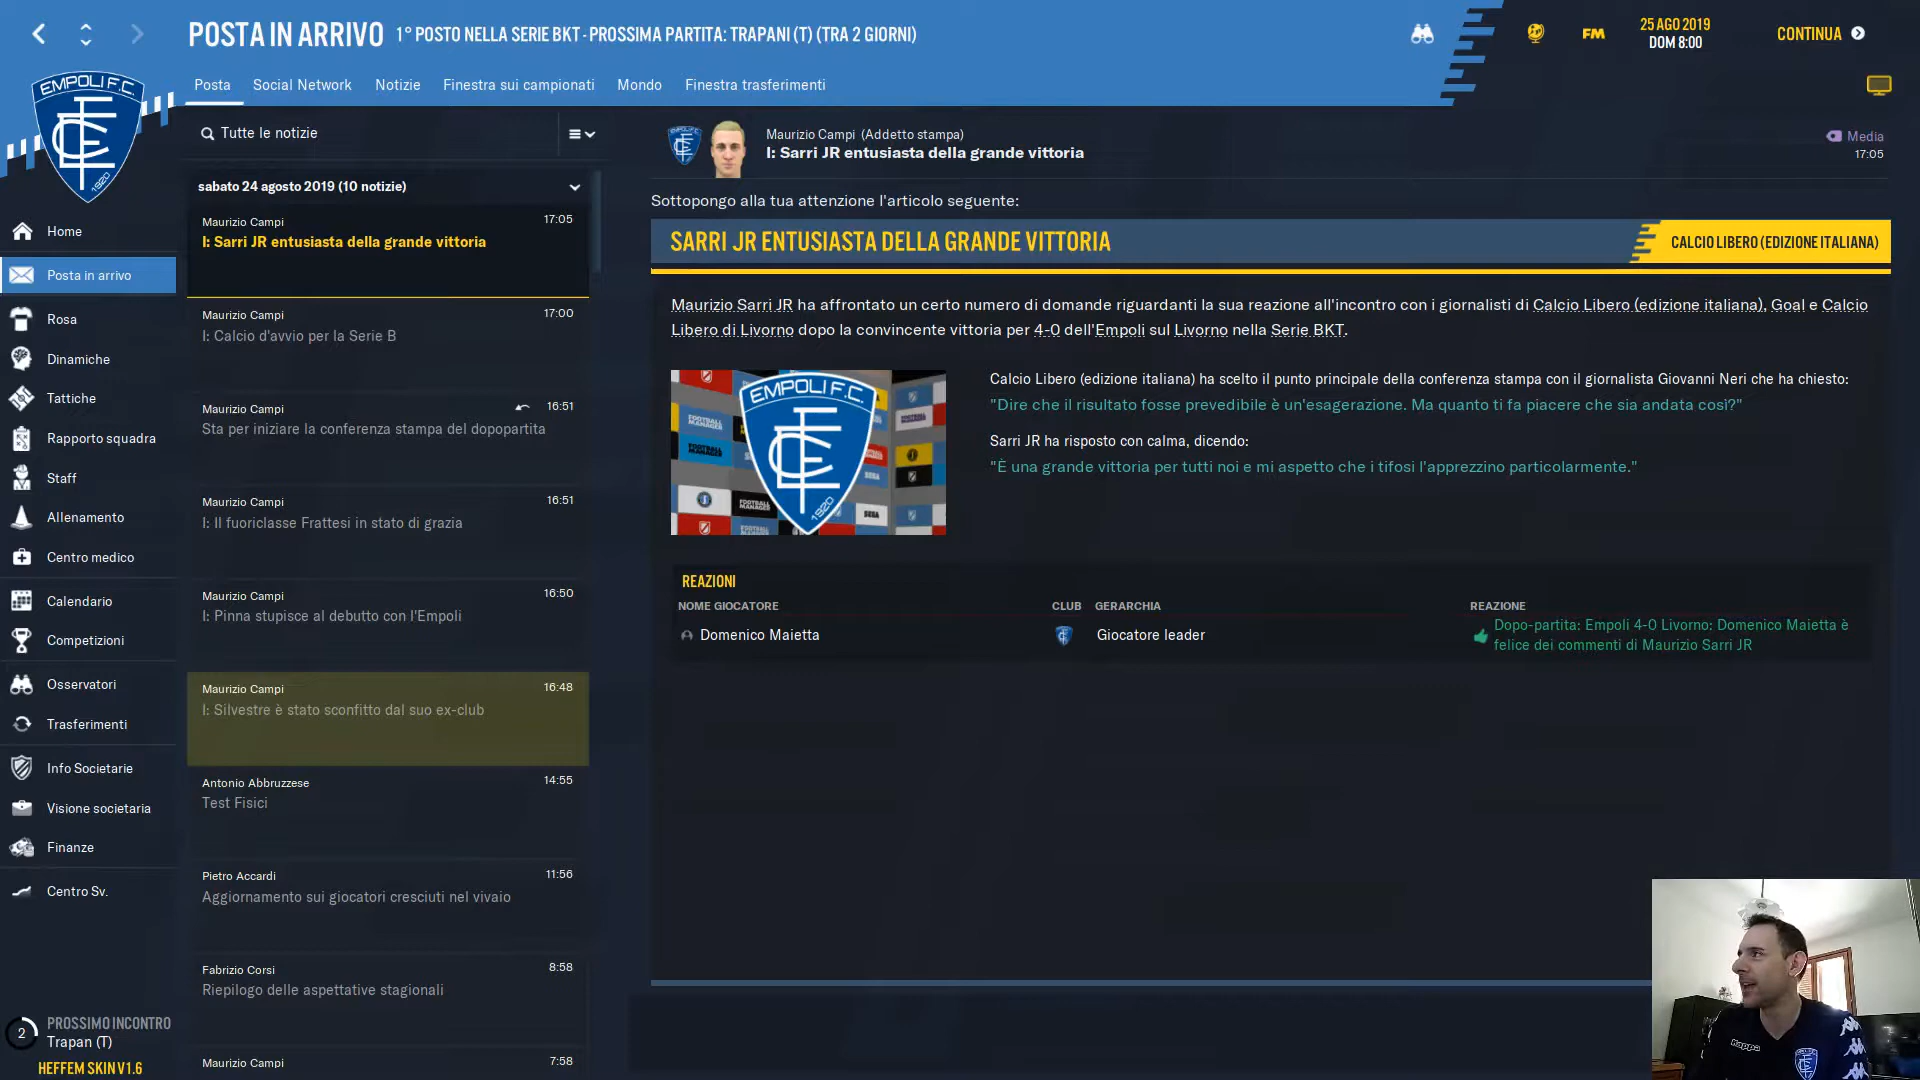 POSTA IN ARRIVO
1° POSTO NELLA SERIE BKT - PROSSIMA PARTITA: TRAPANI (T) (TRA 2 GIORNI)
FM
25 AGO 2019
DOM 8:00
CONTINUA
Posta
Social Network
Notizie
Finestra sui campionati
Mondo
Finestra trasferimenti
EMPOLI F.C.
1920
Home
Posta in arrivo
Rosa
Dinamiche
Tattiche
Rapporto squadra
Staff
Allenamento
Centro medico
Calendario
Competizioni
Osservatori
Trasferimenti
Info Societarie
Visione societaria
Finanze
Centro Sv.
2
PROSSIMO INCONTRO
Trapan (T)
HEFFEM SKIN V1.6
Tutte le notizie
sabato 24 agosto 2019 (10 notizie)
Maurizio Campi
17:05
I: Sarri JR entusiasta della grande vittoria
Maurizio Campi
17:00
I: Calcio d'avvio per la Serie B
Maurizio Campi
16:51
Sta per iniziare la conferenza stampa del dopopartita
Maurizio Campi
16:51
I: Il fuoriclasse Frattesi in stato di grazia
Maurizio Campi
16:50
I: Pinna stupisce al debutto con l'Empoli
Maurizio Campi
16:48
I: Silvestre è stato sconfitto dal suo ex-club
Antonio Abbruzzese
14:55
Test Fisici
Pietro Accardi
11:56
Aggiornamento sui giocatori cresciuti nel vivaio
Fabrizio Corsi
8:58
Riepilogo delle aspettative stagionali
Maurizio Campi
7:58
Maurizio Campi (Addetto stampa)
I: Sarri JR entusiasta della grande vittoria
Media
17:05
Sottopongo alla tua attenzione l'articolo seguente:
SARRI JR ENTUSIASTA DELLA GRANDE VITTORIA
CALCIO LIBERO (EDIZIONE ITALIANA)
Maurizio Sarri JR ha affrontato un certo numero di domande riguardanti la sua reazione all'incontro con i giornalisti di Calcio Libero (edizione italiana), Goal e Calcio
Libero di Livorno dopo la convincente vittoria per 4-0 dell'Empoli sul Livorno nella Serie BKT.
EMPOLI F.C.
1920
FOOTBALL MANAGER
SEGA
Calcio Libero (edizione italiana) ha scelto il punto principale della conferenza stampa con il giornalista Giovanni Neri che ha chiesto:
"Dire che il risultato fosse prevedibile è un'esagerazione. Ma quanto ti fa piacere che sia andata così?"
Sarri JR ha risposto con calma, dicendo:
"È una grande vittoria per tutti noi e mi aspetto che i tifosi l'apprezzino particolarmente."
REAZIONI
NOME GIOCATORE
CLUB
GERARCHIA
REAZIONE
Domenico Maietta
Giocatore leader
Dopo-partita: Empoli 4-0 Livorno: Domenico Maietta è
felice dei commenti di Maurizio Sarri JR
Kappa